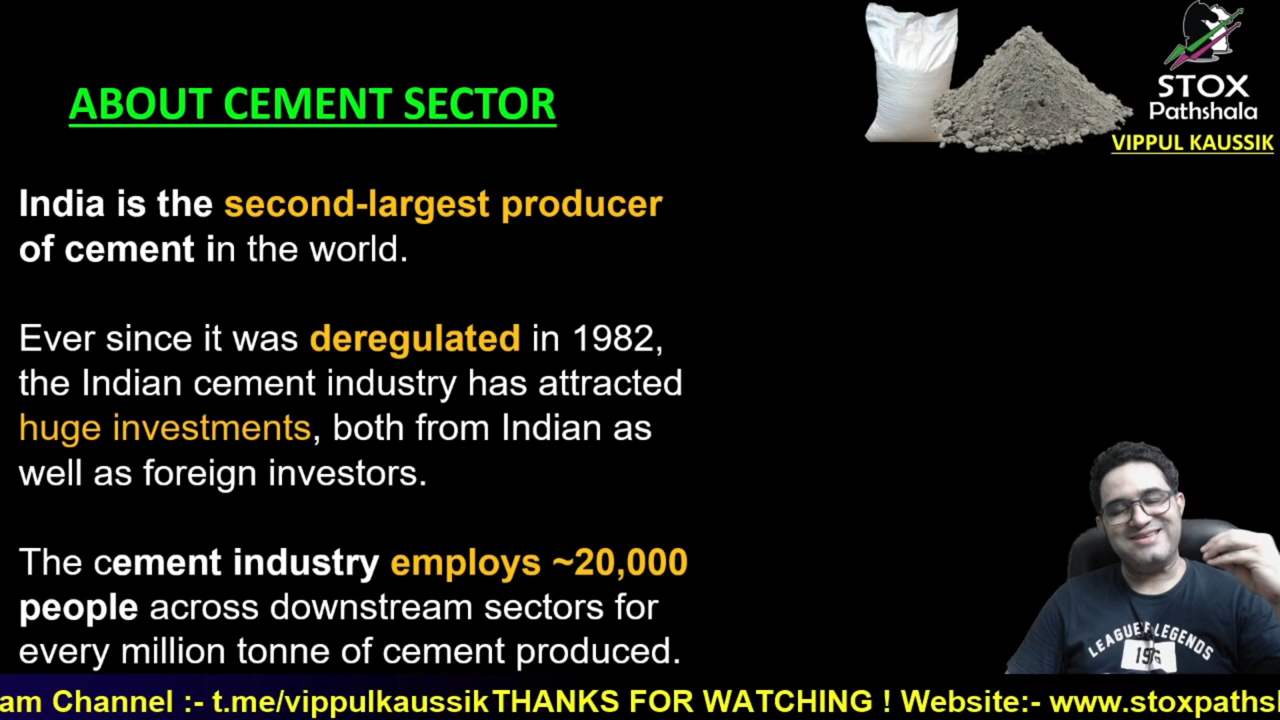 ABOUT CEMENT SECTOR
STOX
Pathshala
VIPPUL KAUSSIK
India is the second-largest producer
of cement in the world.
Ever since it was deregulated in 1982,
the Indian cement industry has attracted
huge investments, both from Indian as
well as foreign investors.
The cement industry employs ~20,000
people across downstream sectors for
every million tonne of cement produced.
LEAGUE LEGENDS
am Channel :- t.me/vippulkaussik THANKS FOR WATCHING ! Website:- www.stoxpaths